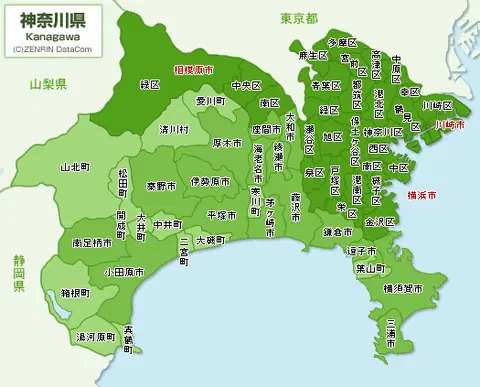 神奈川県
Kanagawa
(C)ZENRIN DataCom
東京都
山梨県
静岡県
相模原市
川崎市
横浜市
緑区
中央区
南区
麻生区
多摩区
宮前区
高津区
中原区
幸区
川崎区
青葉区
都筑区
港北区
鶴見区
緑区
旭区
瀬谷区
保土ケ谷区
神奈川区
西区
中区
南区
泉区
戸塚区
港南区
磯子区
栄区
金沢区
愛川町
清川村
厚木市
座間市
大和市
海老名市
綾瀬市
山北町
松田町
秦野市
伊勢原市
寒川町
茅ヶ崎市
藤沢市
開成町
大井町
中井町
平塚市
二宮町
大磯町
鎌倉市
逗子市
葉山町
横須賀市
三浦市
南足柄市
小田原市
箱根町
湯河原町
真鶴町